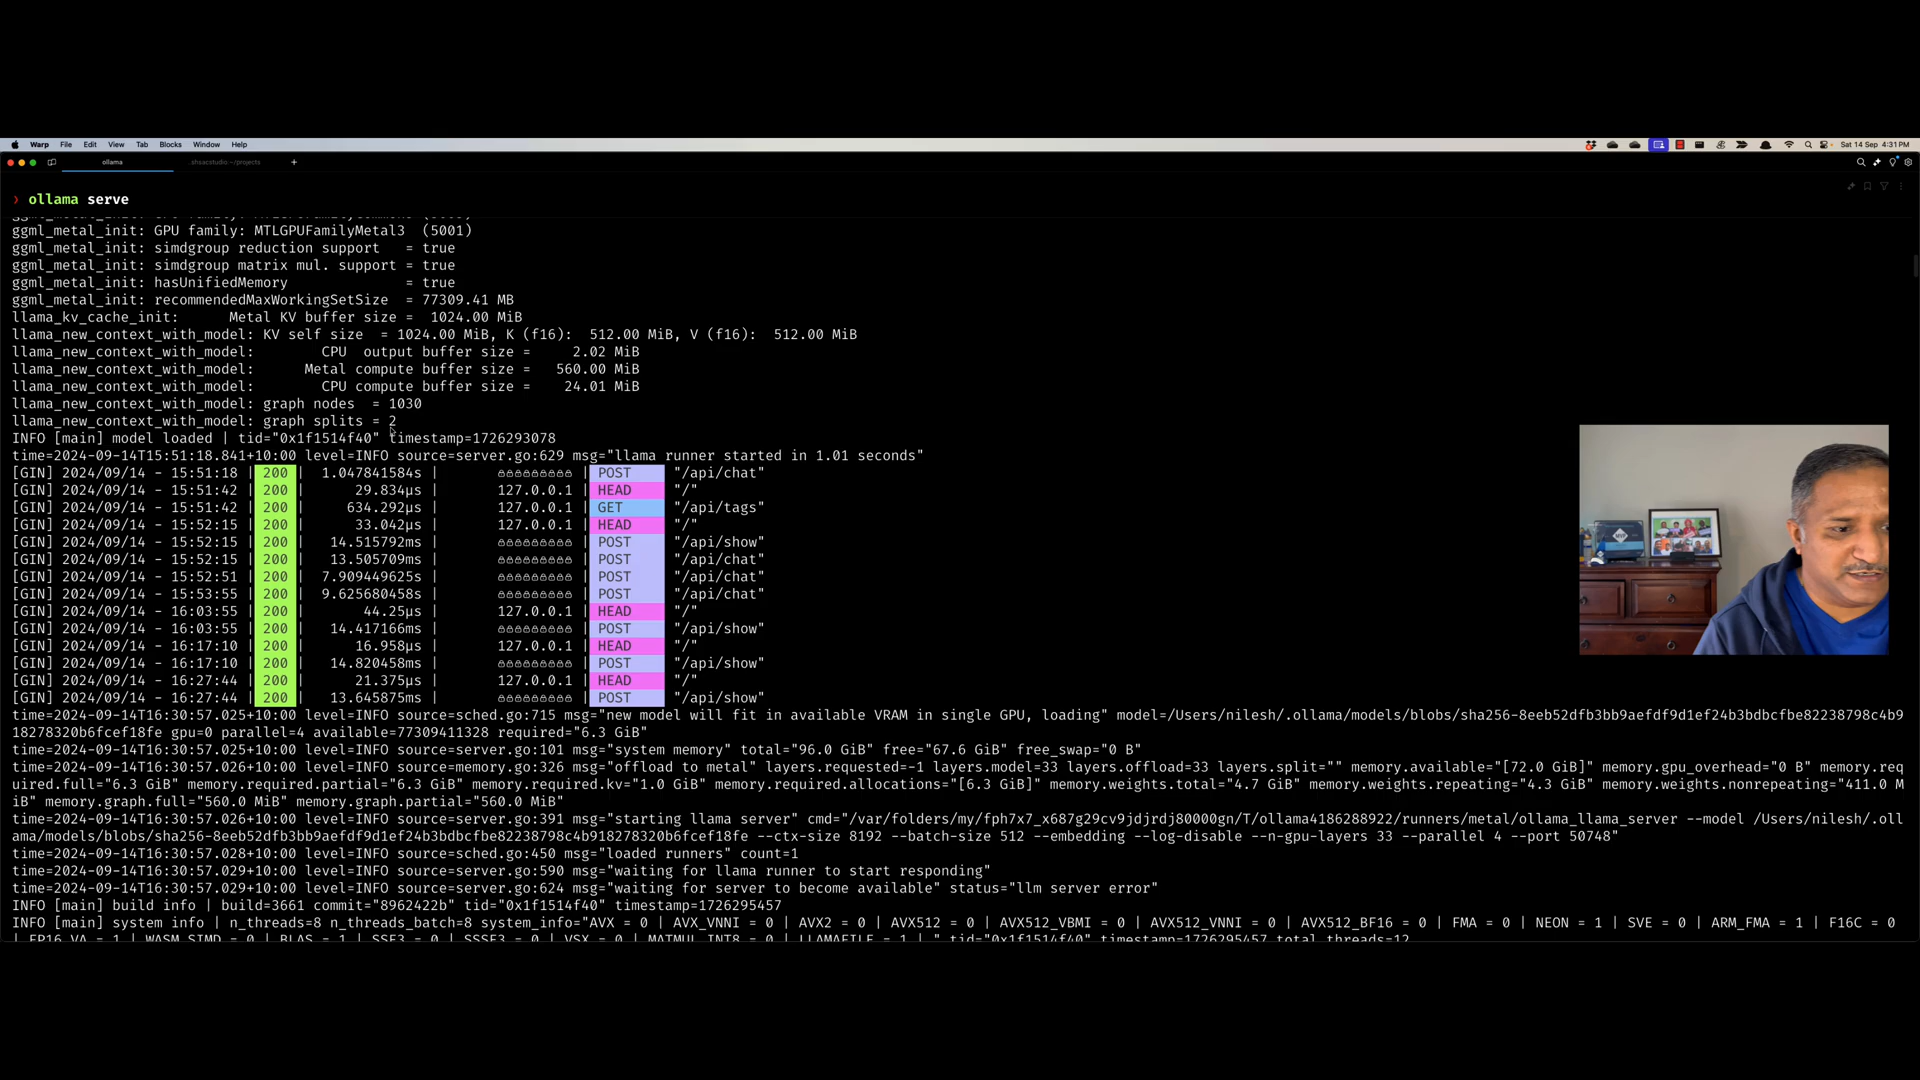 Warp File Edit View Tab Blocks Window Help Sat 14 Sep 4:31 PM
ollama ahsacstudio ~/projects +
❯ ollama serve
ggml_metal_init: GPU family: MTLGPUFamilyMetal3 (5001)
ggml_metal_init: simdgroup reduction support = true
ggml_metal_init: simdgroup matrix mul. support = true
ggml_metal_init: hasUnifiedMemory = true
ggml_metal_init: recommendedMaxWorkingSetSize = 77309.41 MB
llama_kv_cache_init: Metal KV buffer size = 1024.00 MiB
llama_new_context_with_model: KV self size = 1024.00 MiB, K (f16): 512.00 MiB, V (f16): 512.00 MiB
llama_new_context_with_model: CPU output buffer size = 2.02 MiB
llama_new_context_with_model: Metal compute buffer size = 560.00 MiB
llama_new_context_with_model: CPU compute buffer size = 24.01 MiB
llama_new_context_with_model: graph nodes = 1030
llama_new_context_with_model: graph splits = 2
INFO [main] model loaded | tid="0x1f1514f40" timestamp=1726293078
time=2024-09-14T15:51:18.841+10:00 level=INFO source=server.go:629 msg="llama runner started in 1.01 seconds"
[GIN] 2024/09/14 - 15:51:18 | 200 | 1.047841584s | | POST "/api/chat"
[GIN] 2024/09/14 - 15:51:42 | 200 | 29.834µs | 127.0.0.1 | HEAD "/"
[GIN] 2024/09/14 - 15:51:42 | 200 | 634.292µs | 127.0.0.1 | GET "/api/tags"
[GIN] 2024/09/14 - 15:52:15 | 200 | 33.042µs | 127.0.0.1 | HEAD "/"
[GIN] 2024/09/14 - 15:52:15 | 200 | 14.515792ms | | POST "/api/show"
[GIN] 2024/09/14 - 15:52:15 | 200 | 13.505709ms | | POST "/api/chat"
[GIN] 2024/09/14 - 15:52:51 | 200 | 7.909449625s | | POST "/api/chat"
[GIN] 2024/09/14 - 15:53:55 | 200 | 9.625680458s | | POST "/api/chat"
[GIN] 2024/09/14 - 16:03:55 | 200 | 44.25µs | 127.0.0.1 | HEAD "/"
[GIN] 2024/09/14 - 16:03:55 | 200 | 14.417166ms | | POST "/api/show"
[GIN] 2024/09/14 - 16:17:10 | 200 | 16.958µs | 127.0.0.1 | HEAD "/"
[GIN] 2024/09/14 - 16:17:10 | 200 | 14.820458ms | | POST "/api/show"
[GIN] 2024/09/14 - 16:27:44 | 200 | 21.375µs | 127.0.0.1 | HEAD "/"
[GIN] 2024/09/14 - 16:27:44 | 200 | 13.645875ms | | POST "/api/show"
time=2024-09-14T16:30:57.025+10:00 level=INFO source=sched.go:715 msg="new model will fit in available VRAM in single GPU, loading" model=/Users/nilesh/.ollama/models/blobs/sha256-8eeb52dfb3bb9aefdf9d1ef24b3bdbcfbe82238798c4b9
18278320b6fcef18fe gpu=0 parallel=4 available=77309411328 required="6.3 GiB"
time=2024-09-14T16:30:57.025+10:00 level=INFO source=server.go:101 msg="system memory" total="96.0 GiB" free="67.6 GiB" free_swap="0 B"
time=2024-09-14T16:30:57.026+10:00 level=INFO source=memory.go:326 msg="offload to metal" layers.requested=-1 layers.model=33 layers.offload=33 layers.split="" memory.available="[72.0 GiB]" memory.gpu_overhead="0 B" memory.req
uired.full="6.3 GiB" memory.required.partial="6.3 GiB" memory.required.kv="1.0 GiB" memory.required.allocations="[6.3 GiB]" memory.weights.total="4.7 GiB" memory.weights.repeating="4.3 GiB" memory.weights.nonrepeating="411.0 M
iB" memory.graph.full="560.0 MiB" memory.graph.partial="560.0 MiB"
time=2024-09-14T16:30:57.026+10:00 level=INFO source=server.go:391 msg="starting llama server" cmd="/var/folders/my/fph7x7_x687g29cv9jdjrdj80000gn/T/ollama4186288922/runners/metal/ollama_llama_server --model /Users/nilesh/.oll
ama/models/blobs/sha256-8eeb52dfb3bb9aefdf9d1ef24b3bdbcfbe82238798c4b918278320b6fcef18fe --ctx-size 8192 --batch-size 512 --embedding --log-disable --n-gpu-layers 33 --parallel 4 --port 50748"
time=2024-09-14T16:30:57.028+10:00 level=INFO source=sched.go:450 msg="loaded runners" count=1
time=2024-09-14T16:30:57.029+10:00 level=INFO source=server.go:590 msg="waiting for llama runner to start responding"
time=2024-09-14T16:30:57.029+10:00 level=INFO source=server.go:624 msg="waiting for server to become available" status="llm server error"
INFO [main] build info | build=3661 commit="8962422b" tid="0x1f1514f40" timestamp=1726295457
INFO [main] system info | n_threads=8 n_threads_batch=8 system_info="AVX = 0 | AVX_VNNI = 0 | AVX2 = 0 | AVX512 = 0 | AVX512_VBMI = 0 | AVX512_VNNI = 0 | AVX512_BF16 = 0 | FMA = 0 | NEON = 1 | SVE = 0 | ARM_FMA = 1 | F16C = 0
| FP16_VA = 1 | WASM_SIMD = 0 | BLAS = 1 | SSE3 = 0 | SSSE3 = 0 | VSX = 0 | MATMUL_INT8 = 0 | LLAMAFILE = 1 | " tid="0x1f1514f40" timestamp=1726295457 total_threads=12